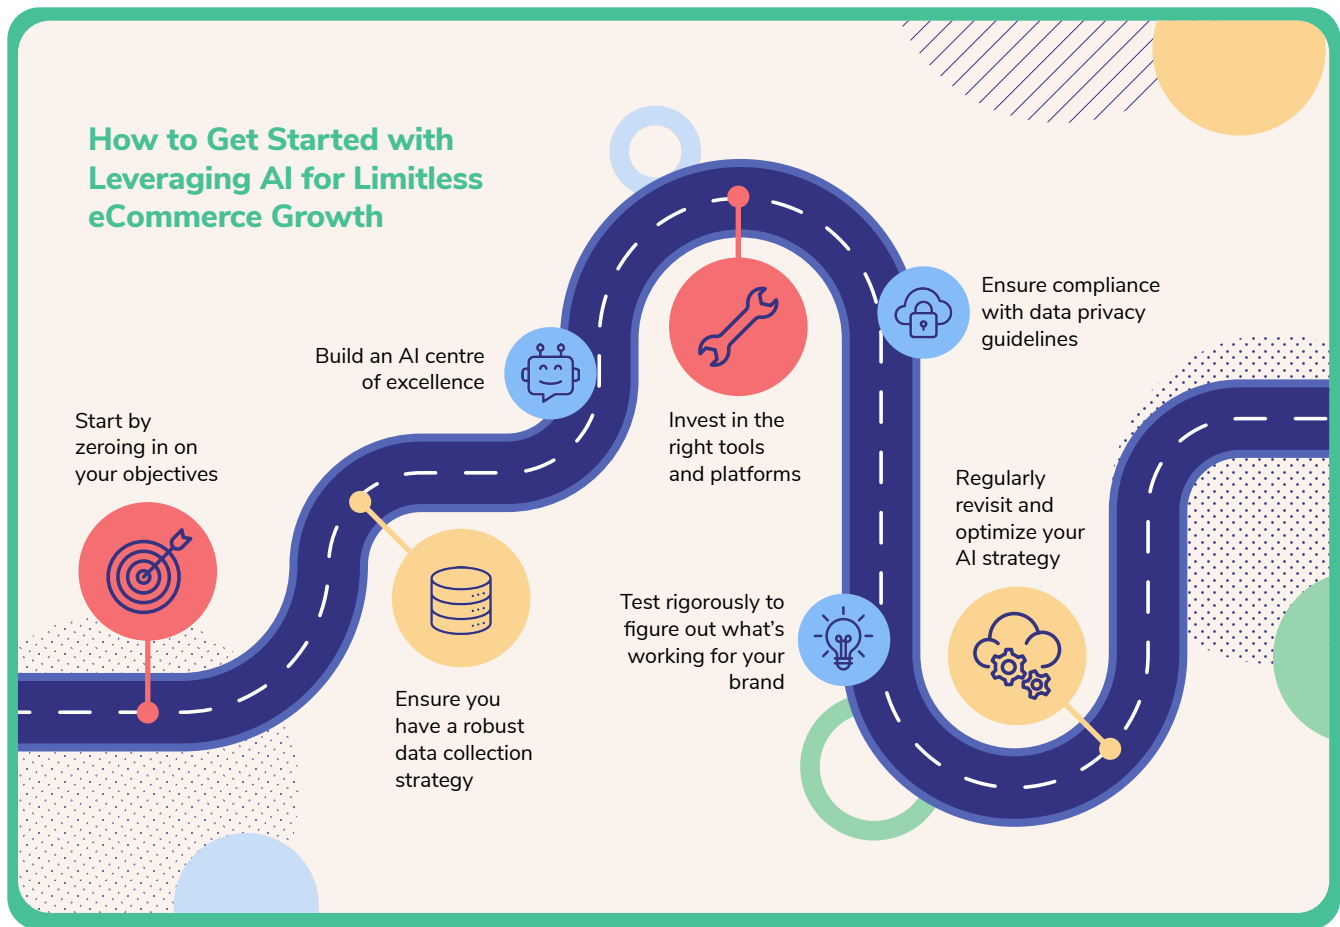 How to Get Started with
Leveraging AI for Limitless
eCommerce Growth
Start by
zeroing in on
your objectives
Ensure you
have a robust
data collection
strategy
Build an AI centre
of excellence
Invest in the
right tools
and platforms
Ensure compliance
with data privacy
guidelines
Test rigorously to
figure out what’s
working for your
brand
Regularly
revisit and
optimize your
AI strategy